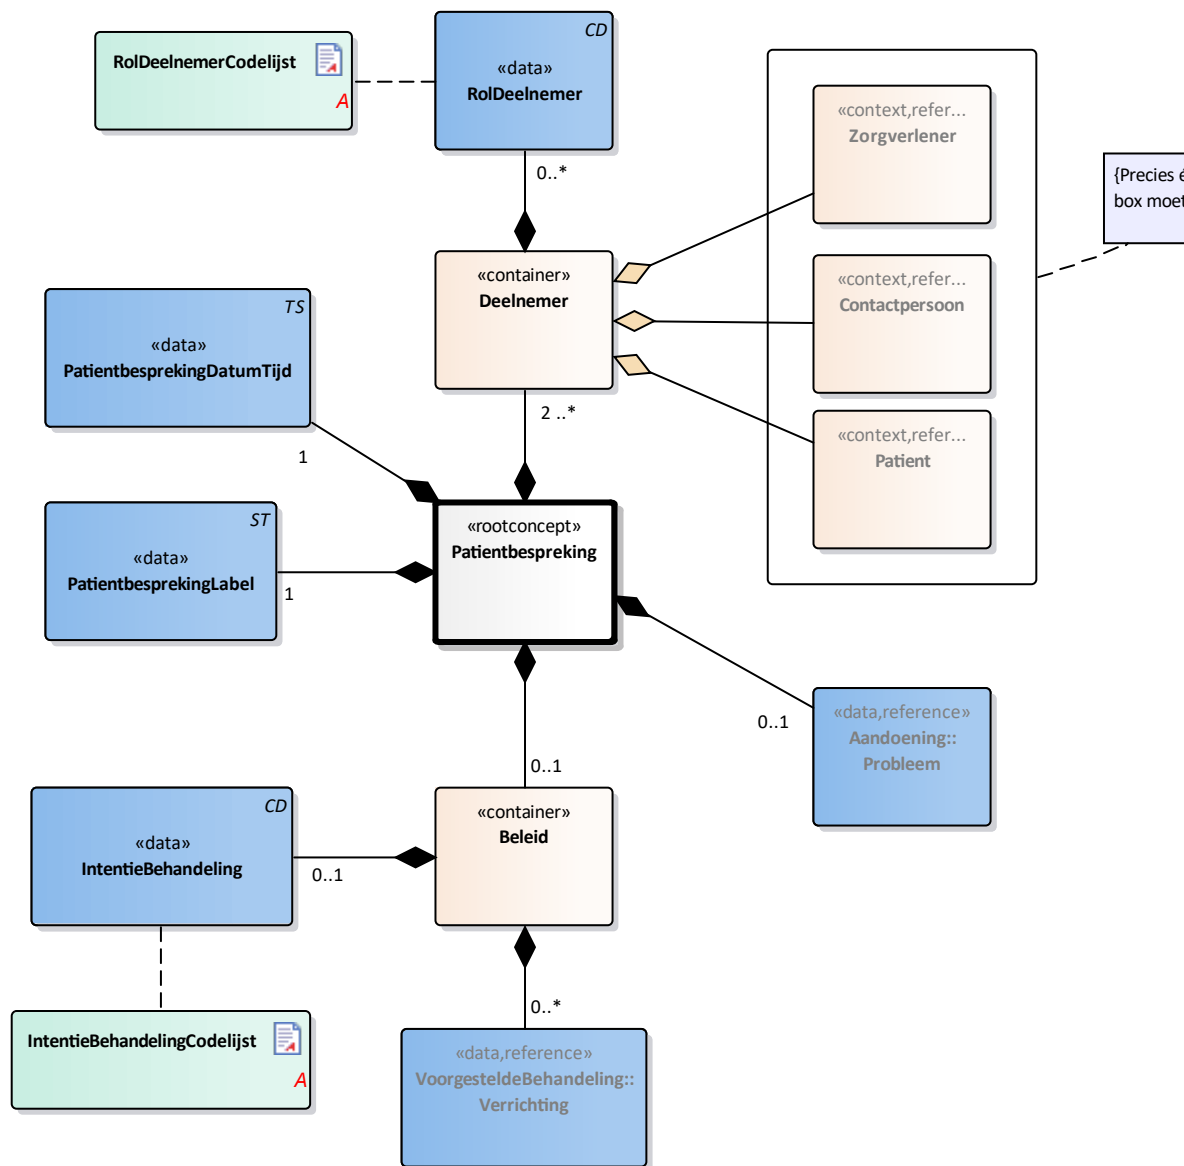 CD
«data»
RolDeelnemer
RolDeelnemerCodelijst
A
0..*
«context,refer...
Zorgverlener
{Precies é
box moet
«container»
Deelnemer
«context,refer...
Contactpersoon
TS
«data»
PatientbesprekingDatumTijd
2 ..*
«context,refer...
Patient
1
ST
«data»
PatientbesprekingLabel
1
«rootconcept»
Patientbespreking
«data,reference»
Aandoening::
Probleem
0..1
0..1
CD
«data»
IntentieBehandeling
0..1
«container»
Beleid
0..*
IntentieBehandelingCodelijst
A
«data,reference»
VoorgesteldeBehandeling::
Verrichting